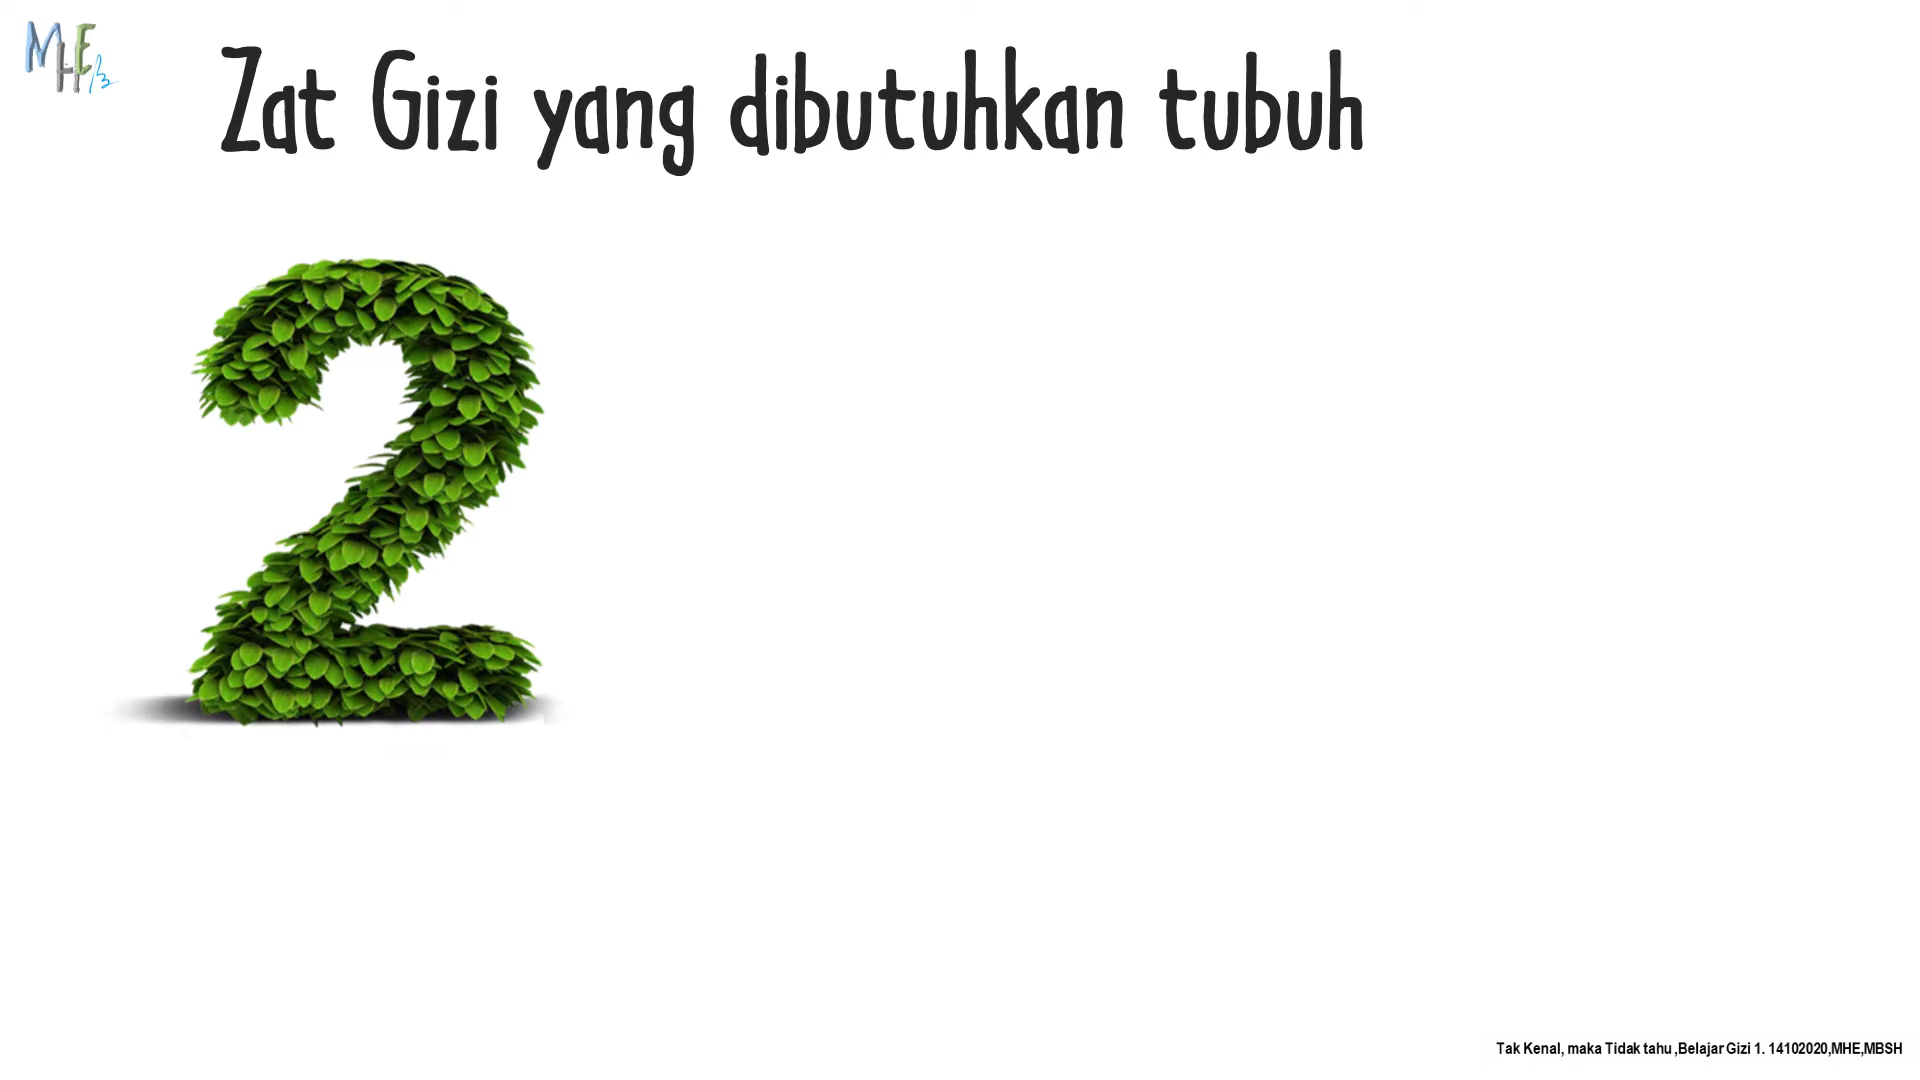 MHE
Zat Gizi yang dibutuhkan tubuh
2
Tak Kenal, maka Tidak tahu ,Belajar Gizi 1. 14102020,MHE,MBSH